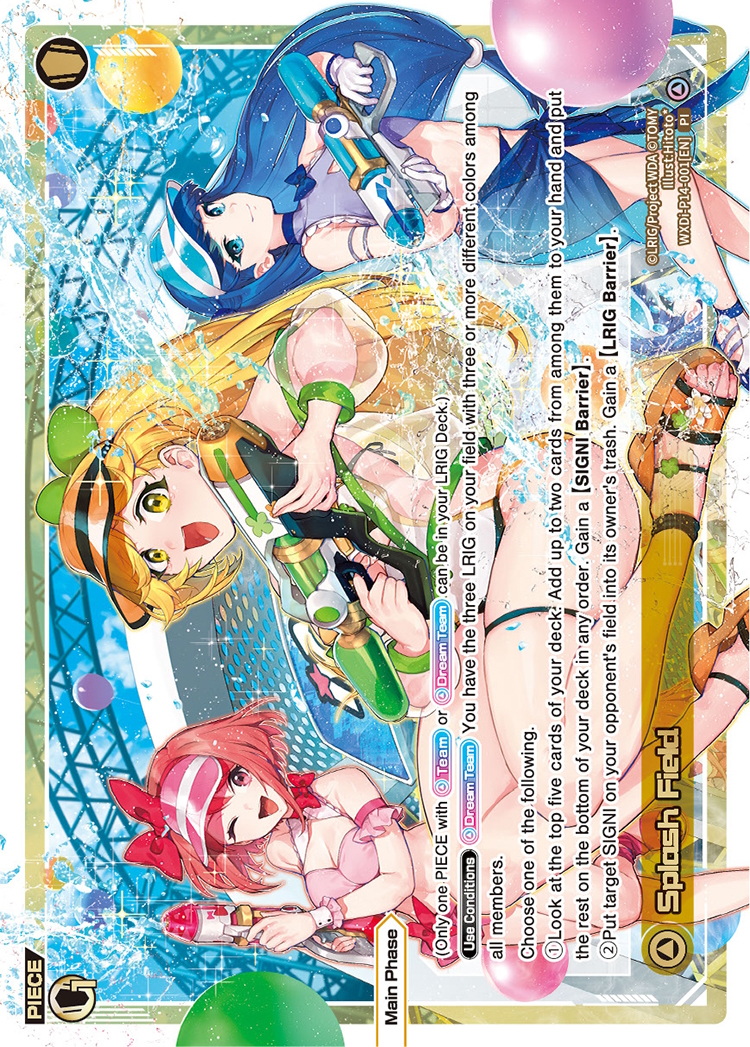 PIECE
1
Main Phase
(Only one PIECE with Team or Dream Team can be in your LRIG Deck.)
Use Conditions Dream Team You have the three LRIG on your field with three or more different colors among
all members.
Choose one of the following.
①Look at the top five cards of your deck. Add up to two cards from among them to your hand and put
the rest on the bottom of your deck in any order. Gain a 【SIGNI Barrier】.
②Put target SIGNI on your opponent's field into its owner's trash. Gain a 【LRIG Barrier】.
Splash Field
©LRIG/Project WDA ©TOMY
Illust Hitoto*
WXDi-P14-001[EN] PI